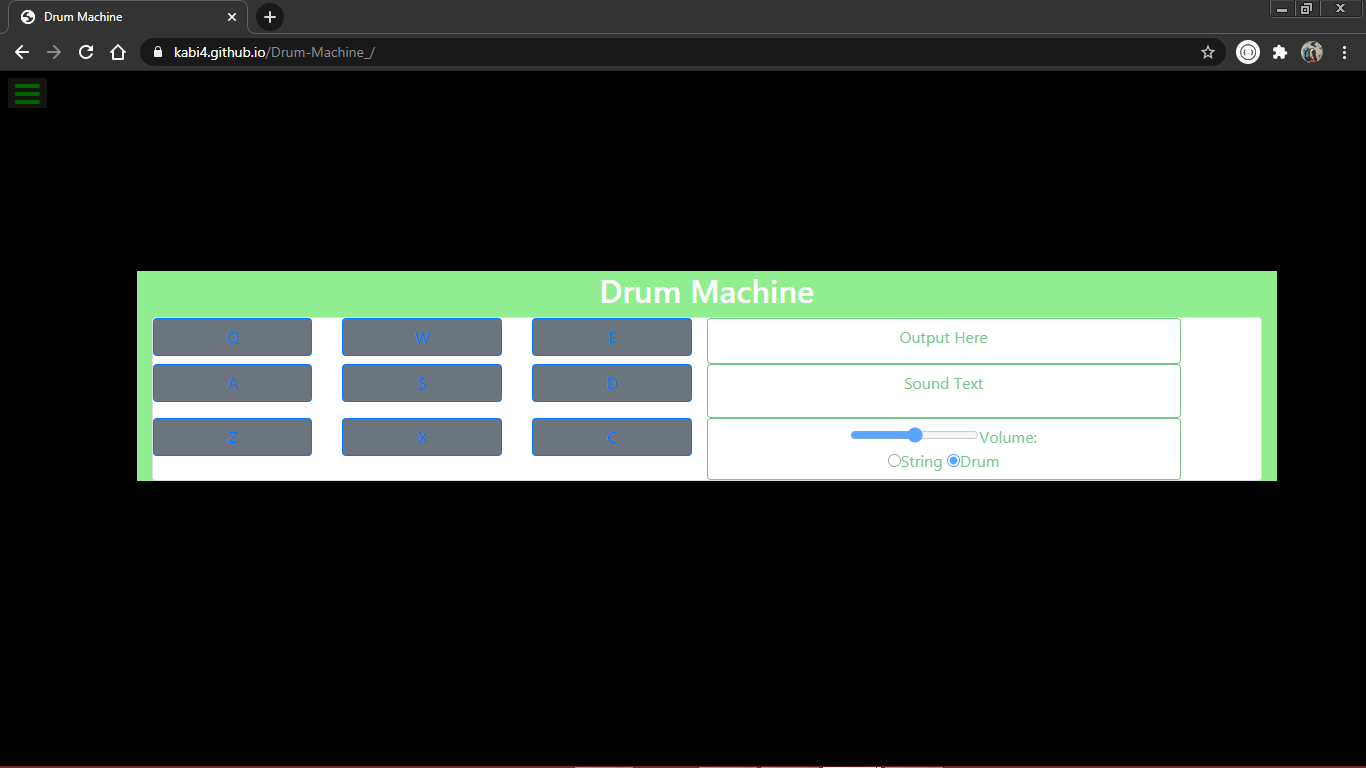 Drum Machine
kabi4.github.io/Drum-Machine_/
Drum Machine
Q W E Output Here
A S D Sound Text
Z X C Volume:
String Drum